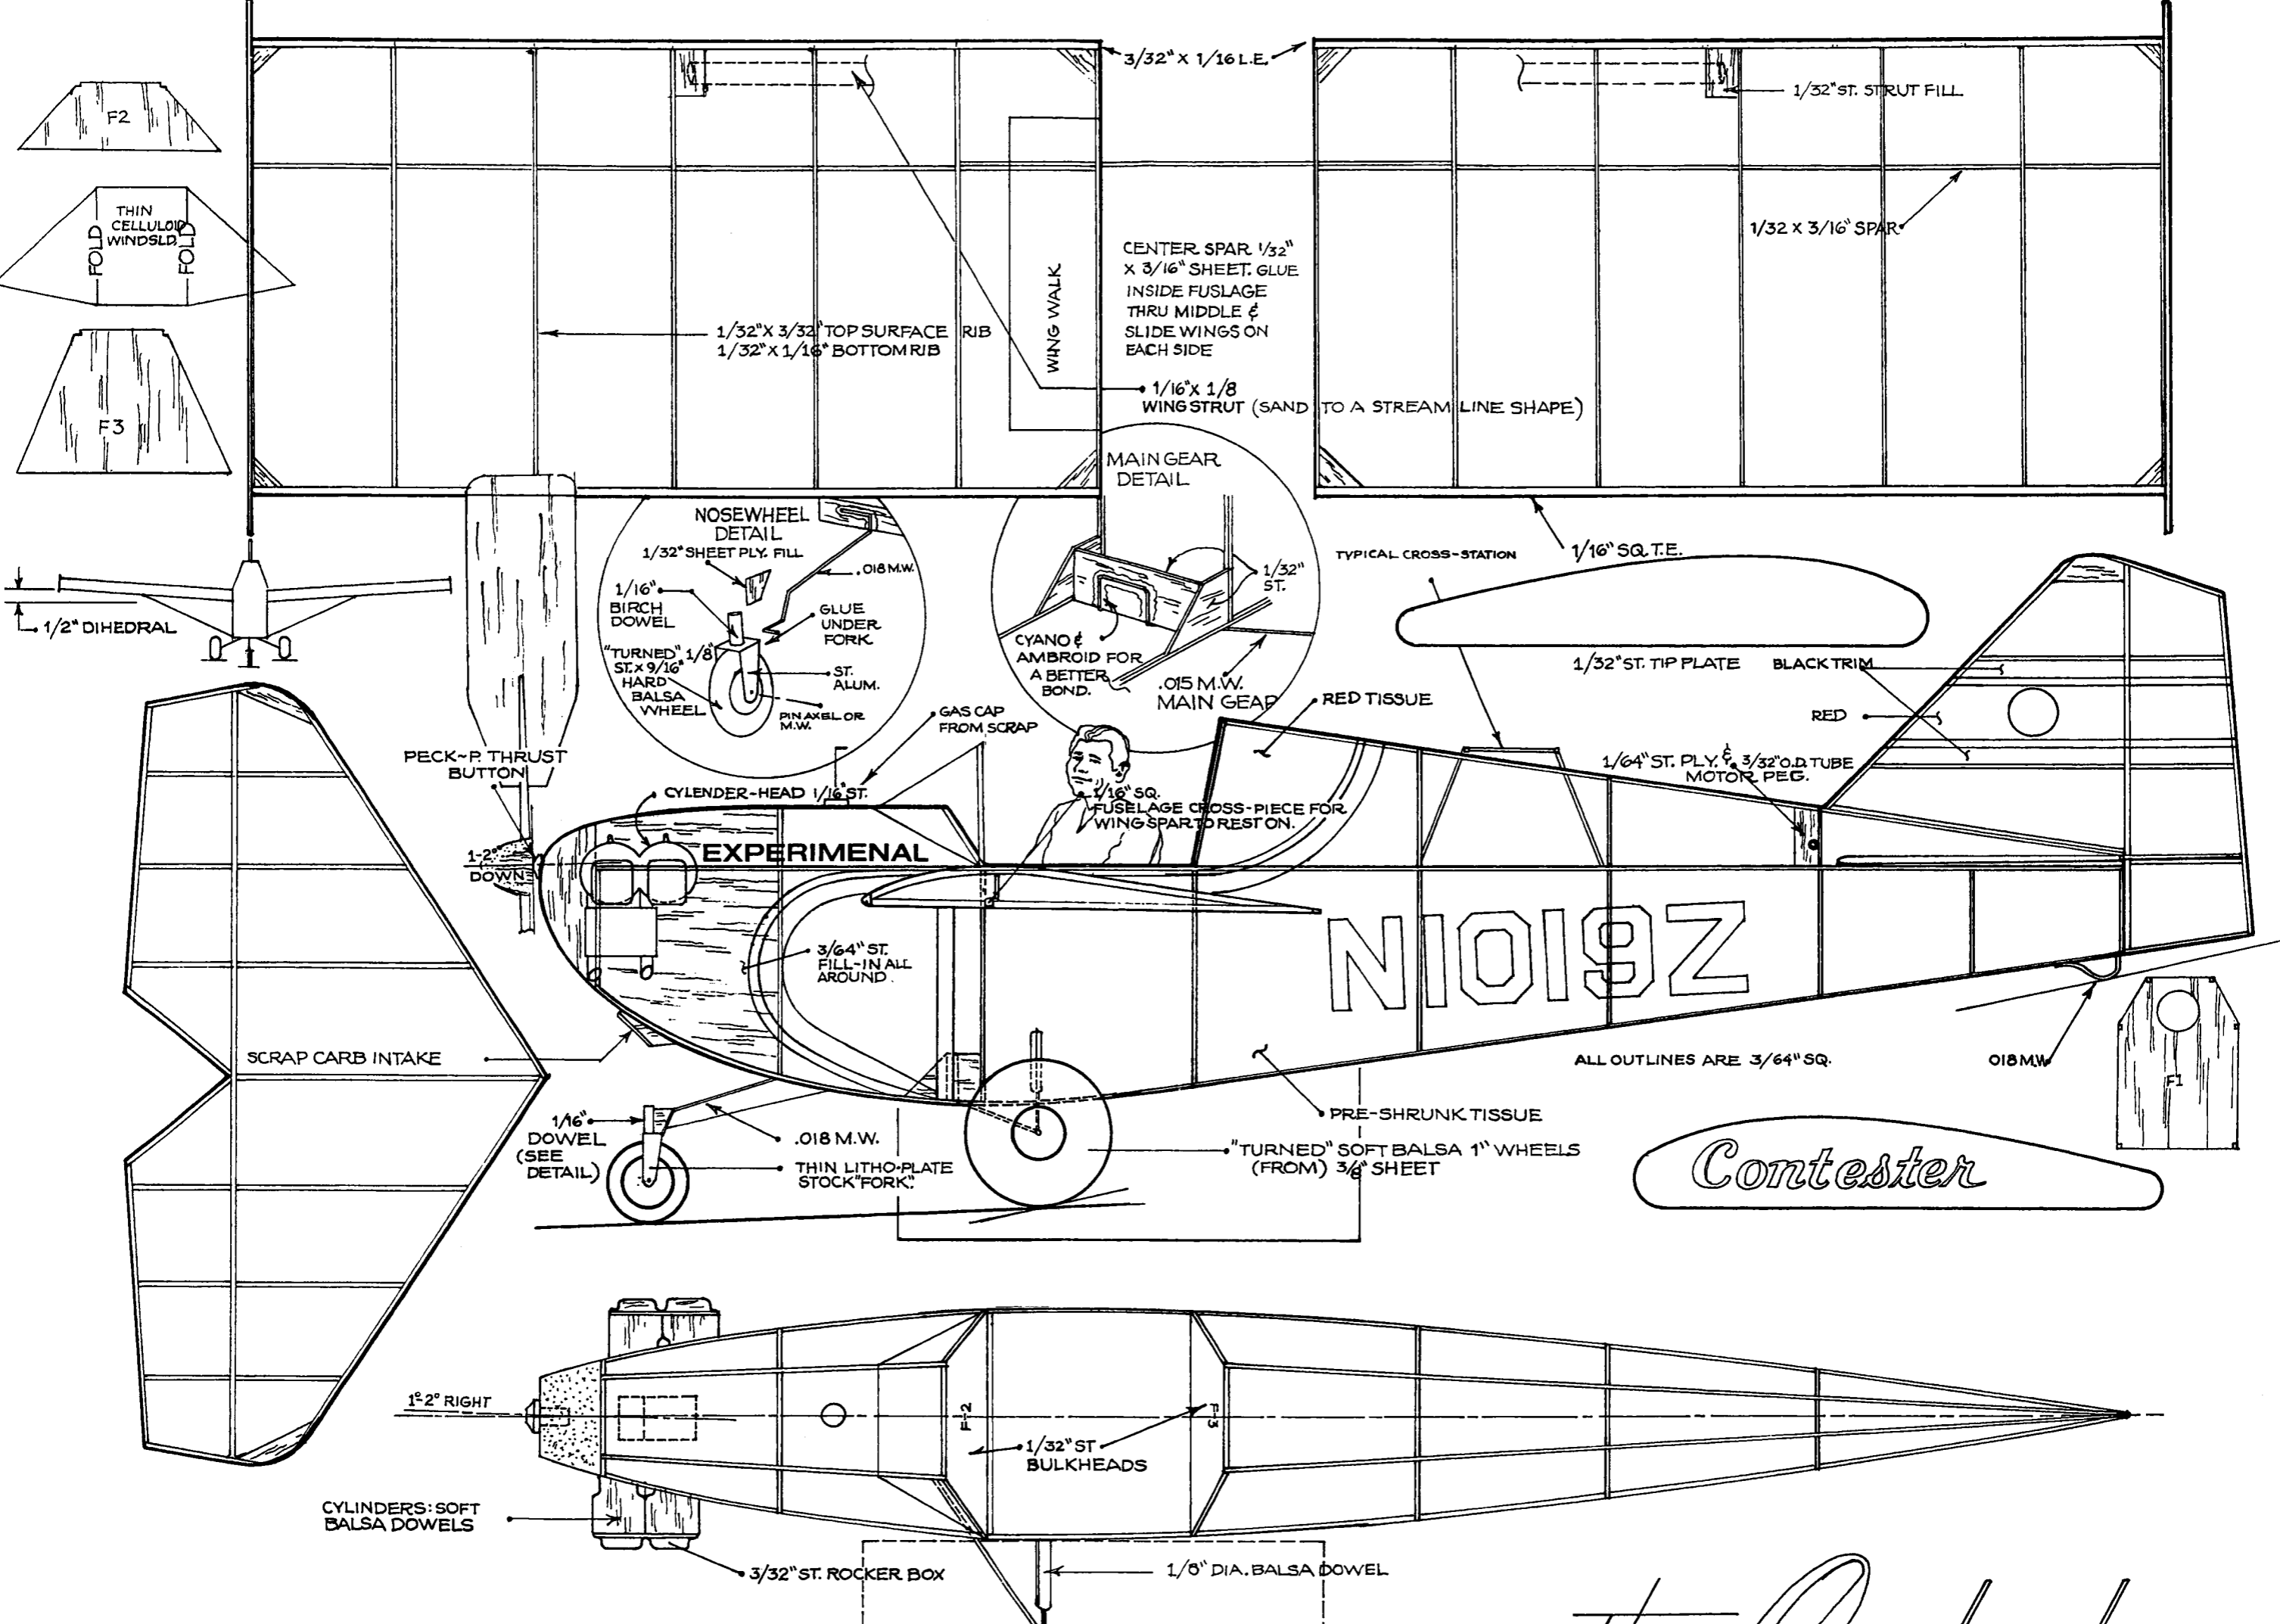 3/32" X 1/16 L.E.
1/32" ST. STRUT FILL
F2
THIN
CELLULOID
WINDSLD.
FOLD
FOLD
1/32 X 3/16" SPAR
CENTER SPAR 1/32"
X 3/16" SHEET. GLUE
INSIDE FUSLAGE
THRU MIDDLE &
SLIDE WINGS ON
EACH SIDE
WING WALK
1/32" X 3/32" TOP SURFACE RIB
1/32" X 1/16" BOTTOM RIB
F3
1/16" X 1/8
WING STRUT (SAND TO A STREAM LINE SHAPE)
MAIN GEAR
DETAIL
1/32"
ST.
CYANO &
AMBROID FOR
A BETTER
BOND.
.015 M.W.
MAIN GEAR
NOSEWHEEL
DETAIL
1/32" SHEET PLY. FILL
.018 M.W.
1/16"
BIRCH
DOWEL
GLUE
UNDER
FORK
"TURNED" 1/8"
ST. X 9/16"
HARD
BALSA
WHEEL
ST.
ALUM.
PIN AXEL OR
M.W.
TYPICAL CROSS-STATION
1/16" SQ. T.E.
1/2" DIHEDRAL
1/32" ST. TIP PLATE
BLACK TRIM
RED
RED TISSUE
GAS CAP
FROM SCRAP
PECK-P. THRUST
BUTTON
CYLENDER-HEAD 1/16" ST.
1/16" SQ.
FUSELAGE CROSS-PIECE FOR
WING SPAR TO REST ON.
1/64" ST. PLY. & 3/32" O.D. TUBE
MOTOR PEG.
1-2°
DOWN
EXPERIMENAL
N1019Z
3/64" ST.
FILL-IN ALL
AROUND.
SCRAP CARB INTAKE
ALL OUTLINES ARE 3/64" SQ.
018 M.W.
F1
1/16"
DOWEL
(SEE
DETAIL)
.018 M.W.
THIN LITHO-PLATE
STOCK "FORK".
PRE-SHRUNK TISSUE
"TURNED" SOFT BALSA 1" WHEELS
(FROM) 3/8" SHEET
Contester
1°-2° RIGHT
F-2
F-3
1/32" ST
BULKHEADS
CYLINDERS: SOFT
BALSA DOWELS
3/32" ST. ROCKER BOX
1/8" DIA. BALSA DOWEL